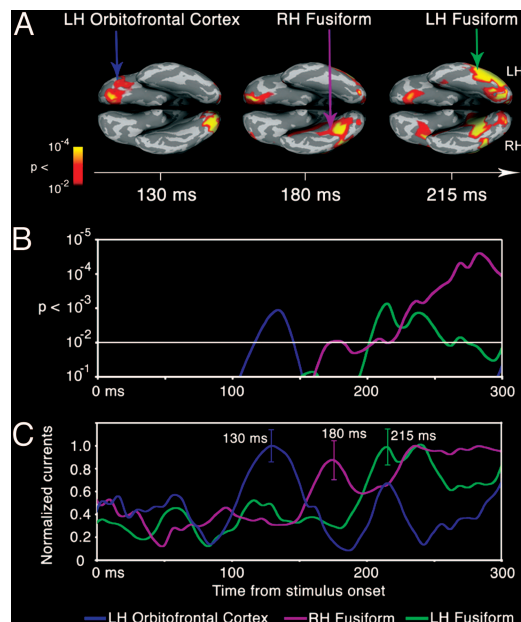 A
LH Orbitofrontal Cortex RH Fusiform LH Fusiform
LH
RH
10-4
p <
10-2
130 ms 180 ms 215 ms
B
10-5
10-4
p < 10-3
10-2
10-1
0 ms 100 200 300
C
Normalized currents
1.0
0.8
0.6
0.4
0.2
0
130 ms 180 ms 215 ms
0 ms 100 200 300
Time from stimulus onset
LH Orbitofrontal Cortex RH Fusiform LH Fusiform